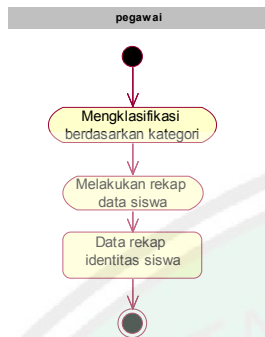 pegawai
Mengklasifikasi
berdasarkan kategori
Melakukan rekap
data siswa
Data rekap
identitas siswa